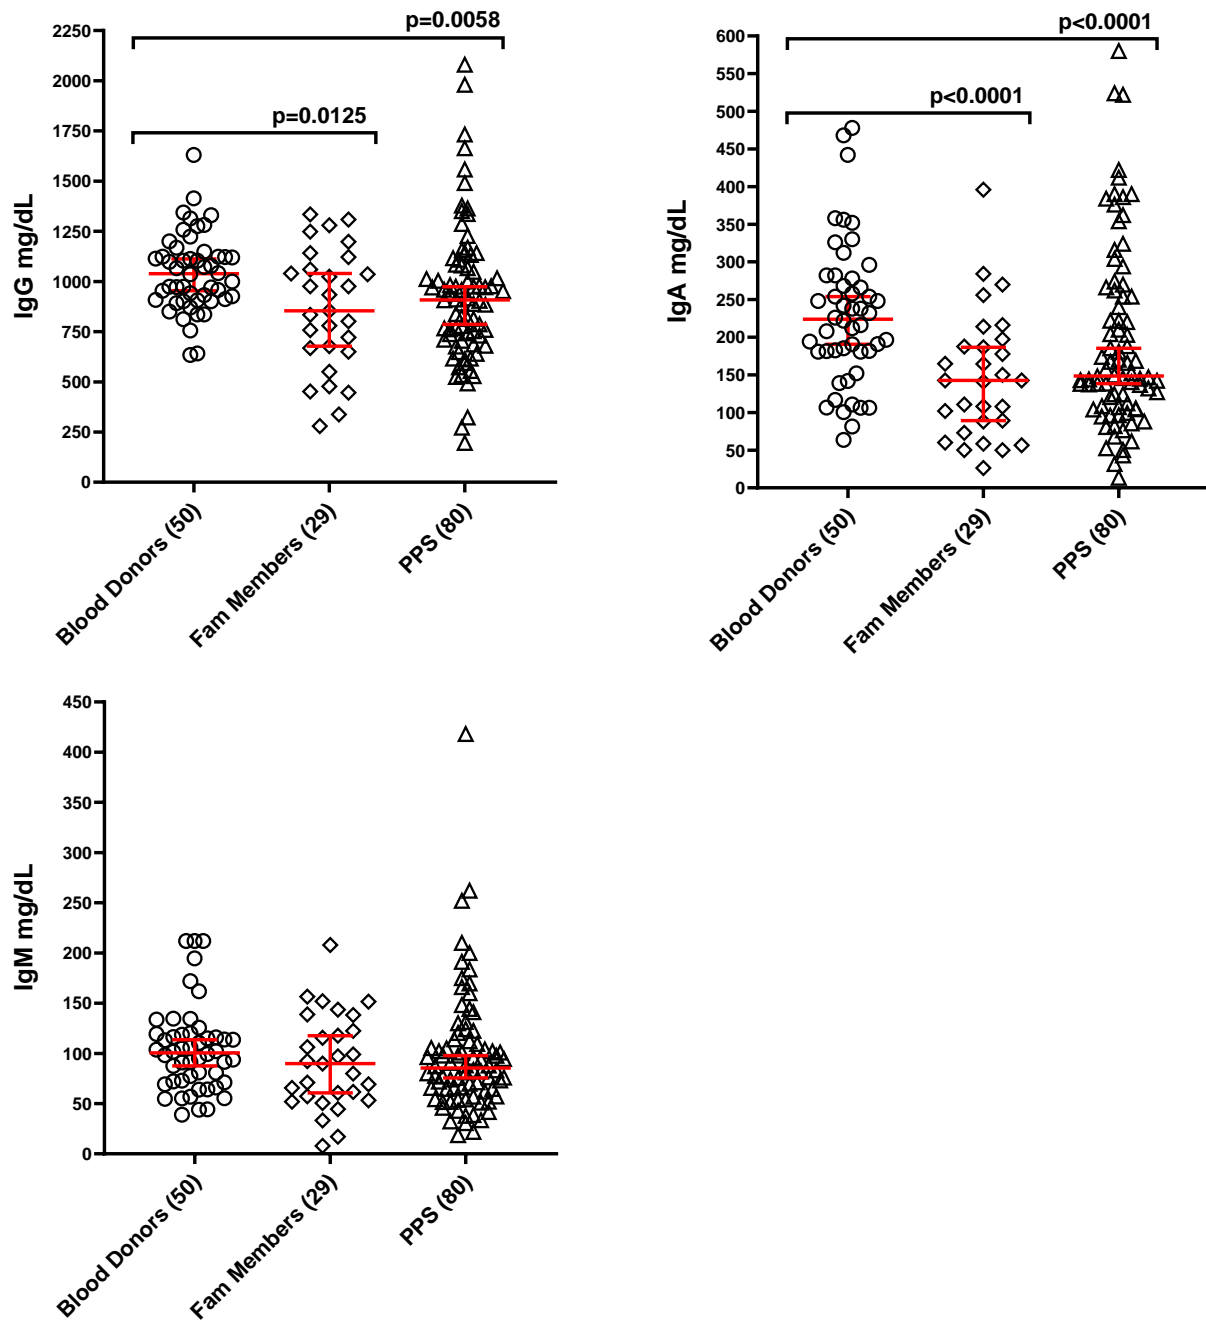 p=0.0058
p=0.0125
IgG mg/dL
2250
2000
1750
1500
1250
1000
750
500
250
0
Blood Donors (50)
Fam Members (29)
PPS (80)
p<0.0001
p<0.0001
IgA mg/dL
600
550
500
450
400
350
300
250
200
150
100
50
0
Blood Donors (50)
Fam Members (29)
PPS (80)
IgM mg/dL
450
400
350
300
250
200
150
100
50
0
Blood Donors (50)
Fam Members (29)
PPS (80)